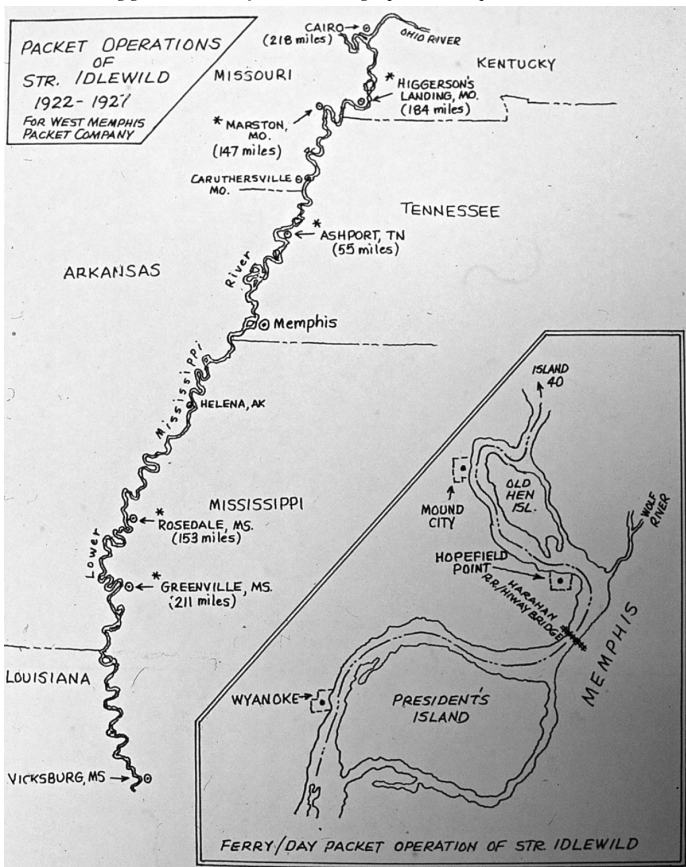 PACKET OPERATIONS
OF
STR. IDLEWILD
1922-1927
FOR WEST MEMPHIS
PACKET COMPANY
CAIRO
(218 miles)
OHIO RIVER
MISSOURI
KENTUCKY
* HIGGERSON'S
LANDING, MO.
(184 miles)
* MARSTON,
MO.
(147 miles)
CARUTHERSVILLE
MO.
TENNESSEE
* ASHPORT, TN
(55 miles)
ARKANSAS
River
Memphis
Mississippi
HELENA, AK
MISSISSIPPI
* ROSEDALE, MS.
(153 miles)
Lower
* GREENVILLE, MS.
(211 miles)
LOUISIANA
VICKSBURG, MS
ISLAND
40
MOUND
CITY
OLD
HEN
ISL.
WOLF
RIVER
HOPEFIELD
POINT
HARAHAN
R.R/HIWAY BRIDGE
MEMPHIS
WYANOKE
PRESIDENT'S
ISLAND
FERRY/DAY PACKET OPERATION OF STR. IDLEWILD